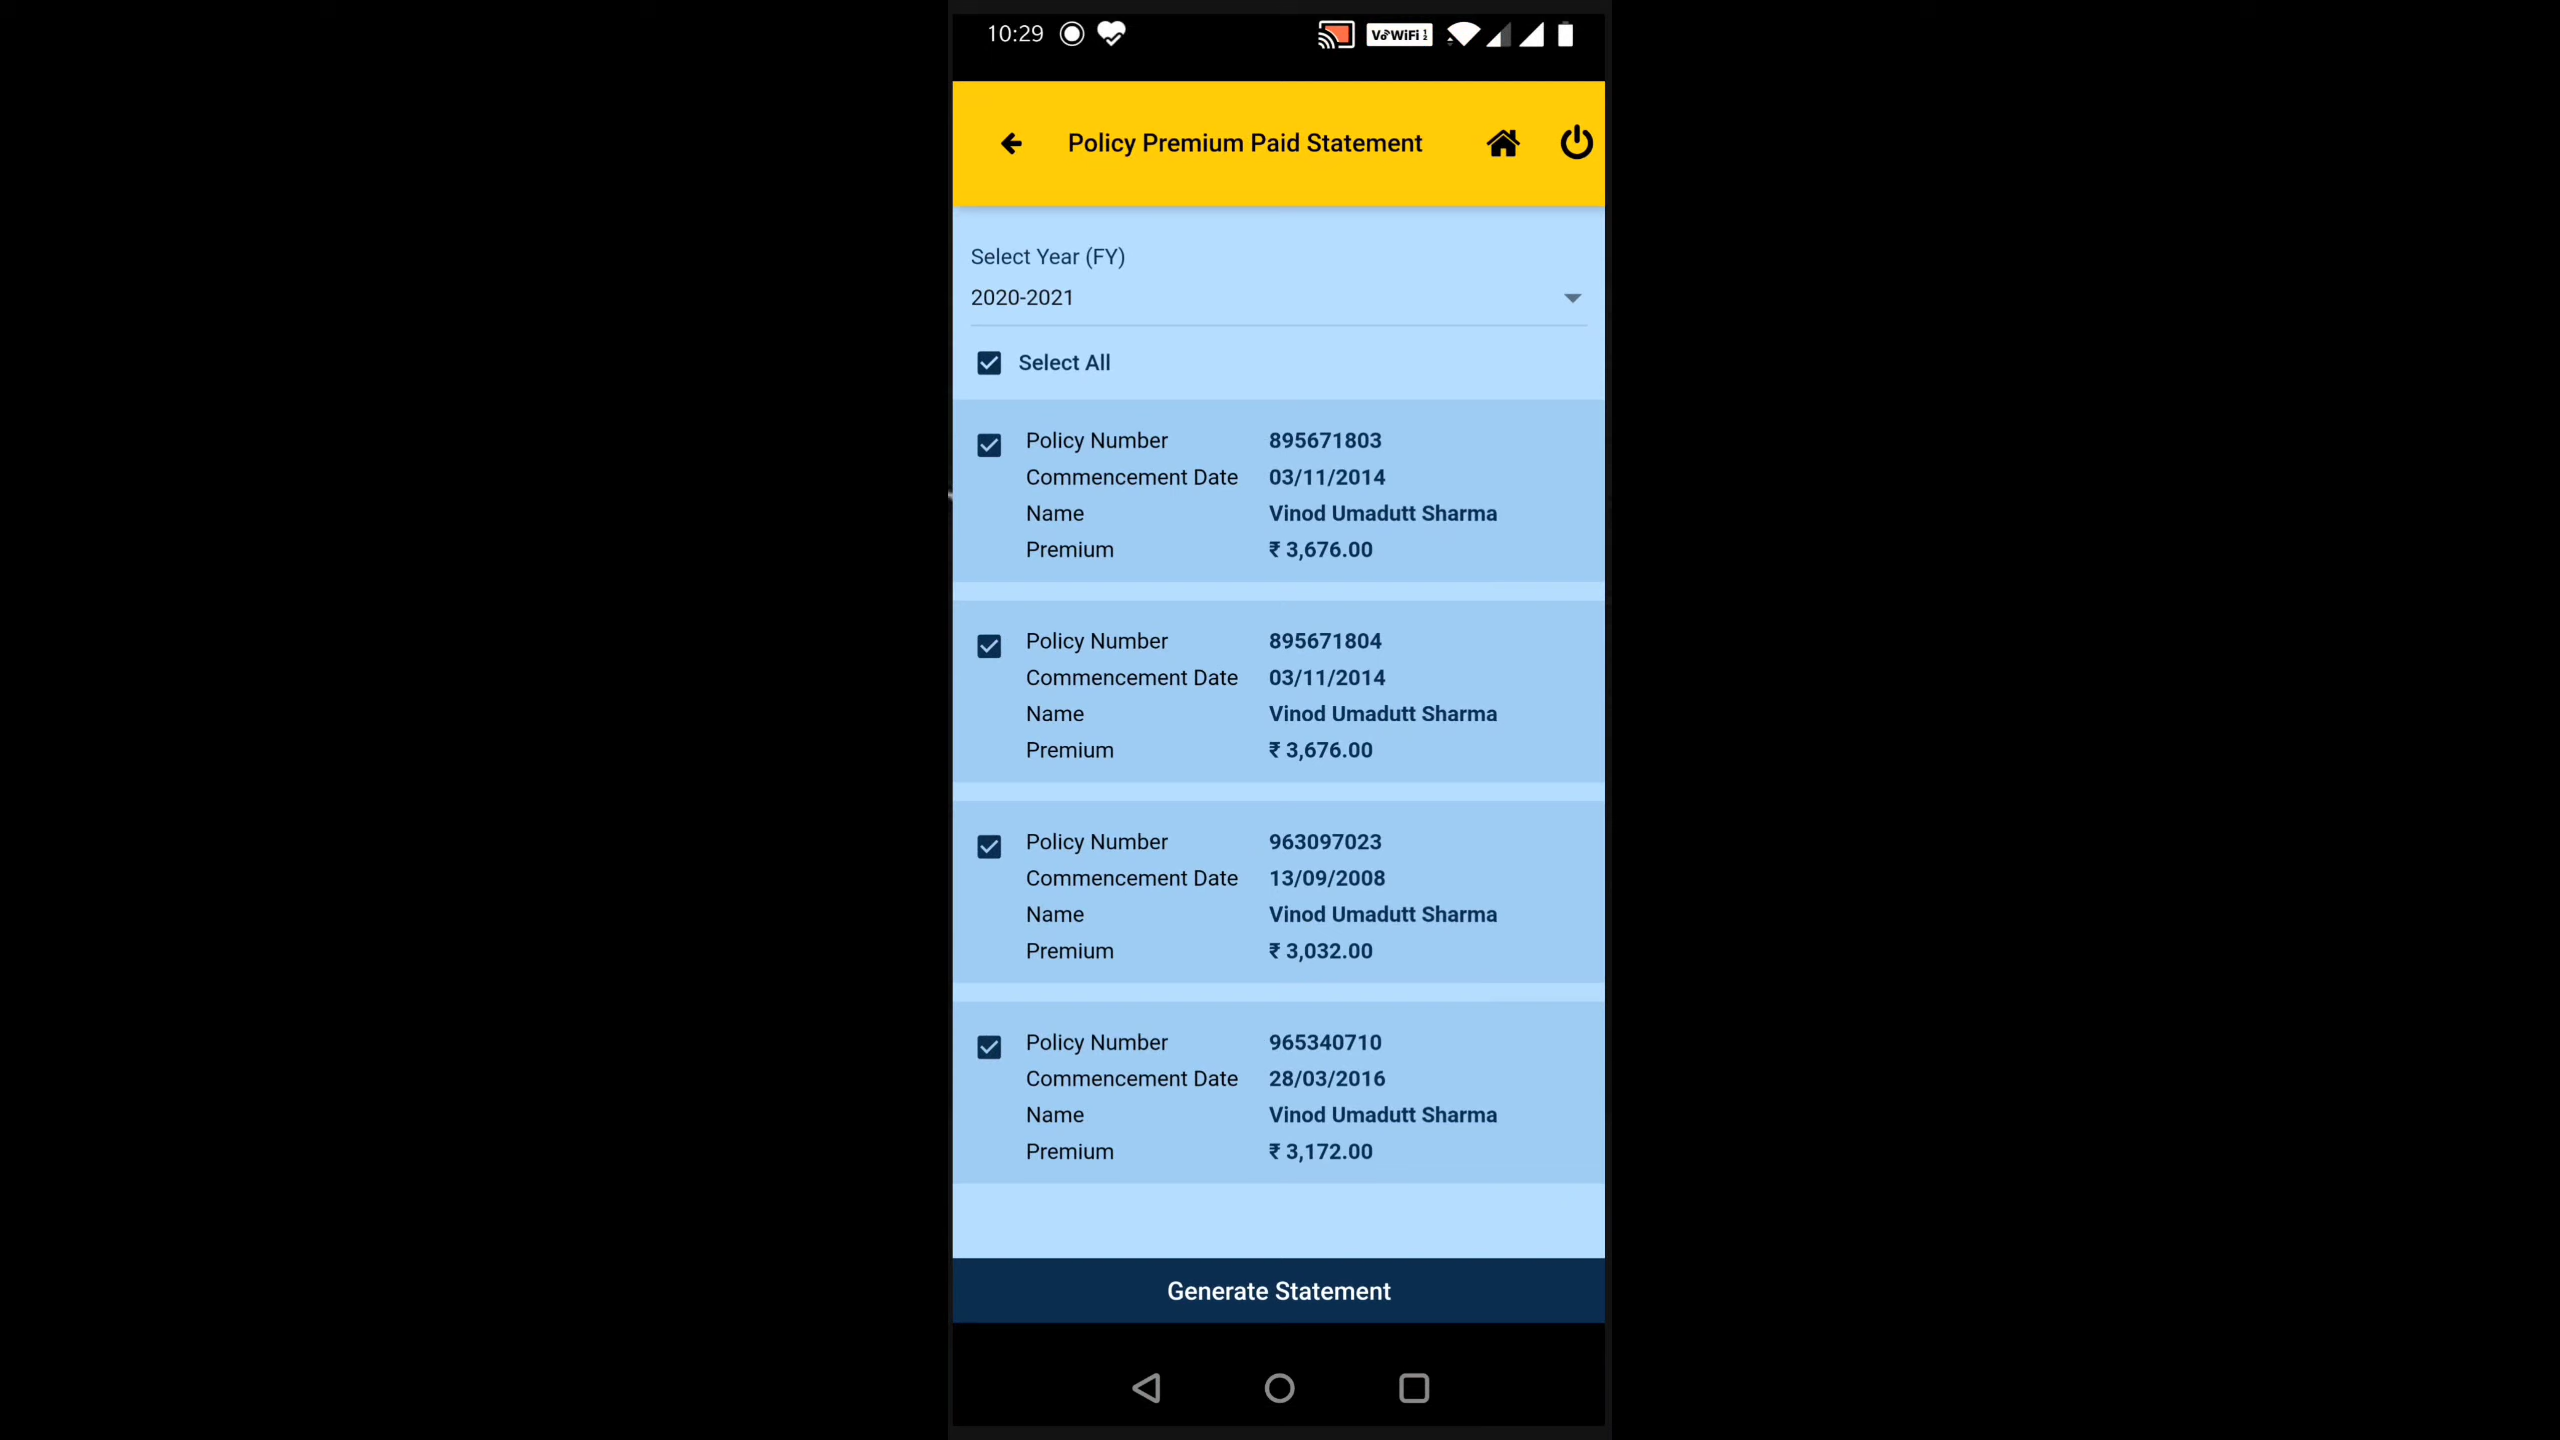 10:29
VoWiFi 1 2
Policy Premium Paid Statement
Select Year (FY)
2020-2021
Select All
Policy Number 895671803
Commencement Date 03/11/2014
Name Vinod Umadutt Sharma
Premium ₹ 3,676.00
Policy Number 895671804
Commencement Date 03/11/2014
Name Vinod Umadutt Sharma
Premium ₹ 3,676.00
Policy Number 963097023
Commencement Date 13/09/2008
Name Vinod Umadutt Sharma
Premium ₹ 3,032.00
Policy Number 965340710
Commencement Date 28/03/2016
Name Vinod Umadutt Sharma
Premium ₹ 3,172.00
Generate Statement